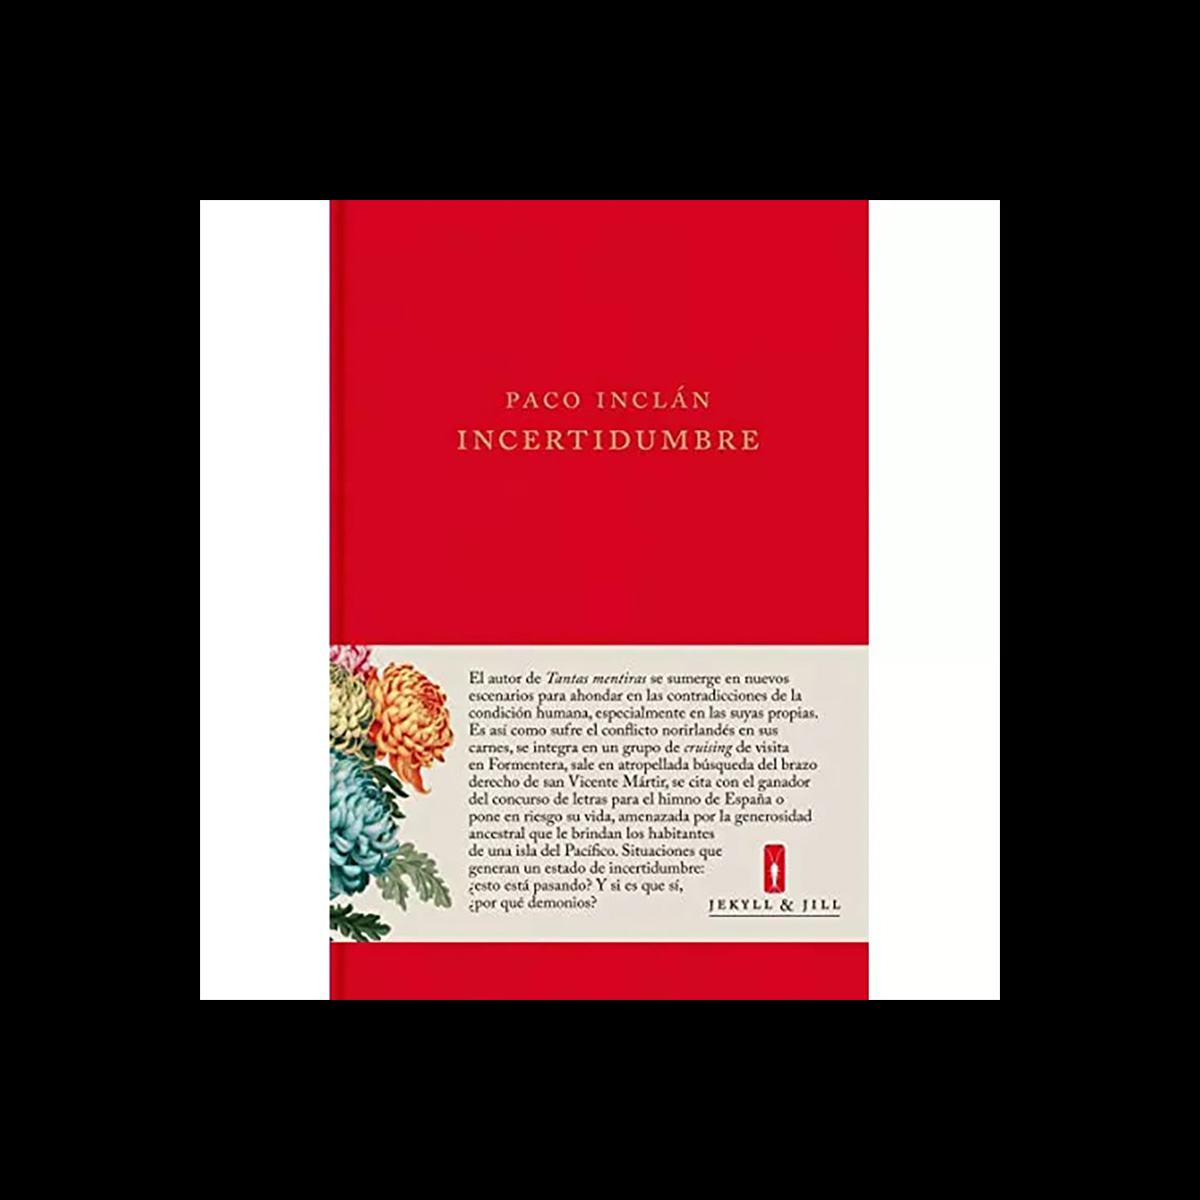 PACO INCLÁN
INCERTIDUMBRE
El autor de Tantas mentiras se sumerge en nuevos
escenarios para ahondar en las contradicciones de la
condición humana, especialmente en las suyas propias.
Es así como sufre el conflicto norirlandés en sus
carnes, se integra en un grupo de cruising de visita
en Formentera, sale en atropellada búsqueda del brazo
derecho de san Vicente Mártir, se cita con el ganador
del concurso de letras para el himno de España o
pone en riesgo su vida, amenazada por la generosidad
ancestral que le brindan los habitantes
de una isla del Pacífico. Situaciones que
generan un estado de incertidumbre:
¿esto está pasando? Y si es que sí,
¿por qué demonios?
JEKYLL & JILL